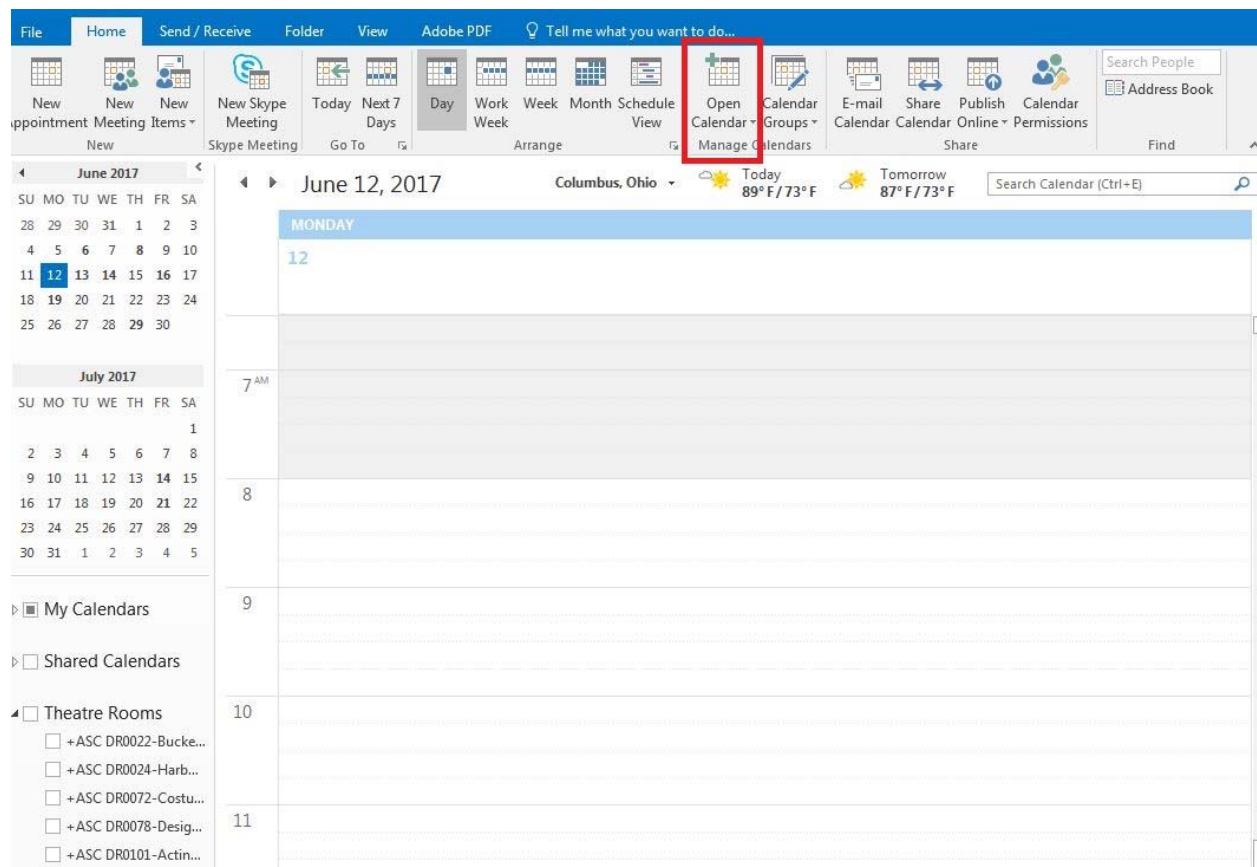 File Home Send / Receive Folder View Adobe PDF Tell me what you want to do...
New Appointment New Meeting New Items New Skype Meeting Today Next 7 Days Day Work Week Week Month Schedule View Open Calendar Calendar Groups E-mail Calendar Share Calendar Publish Online Calendar Permissions Search People
Address Book
New Skype Meeting Go To Arrange Manage Calendars Share Find
June 2017
SU MO TU WE TH FR SA
28 29 30 31 1 2 3
4 5 6 7 8 9 10
11 12 13 14 15 16 17
18 19 20 21 22 23 24
25 26 27 28 29 30
July 2017
SU MO TU WE TH FR SA
1
2 3 4 5 6 7 8
9 10 11 12 13 14 15
16 17 18 19 20 21 22
23 24 25 26 27 28 29
30 31 1 2 3 4 5
My Calendars
Shared Calendars
Theatre Rooms
+ASC DR0022-Bucke...
+ASC DR0024-Harb...
+ASC DR0072-Costu...
+ASC DR0078-Desig...
+ASC DR0101-Actin...
June 12, 2017 Columbus, Ohio Today 89° F / 73° F Tomorrow 87° F / 73° F Search Calendar (Ctrl+E)
MONDAY
12
7 AM
8
9
10
11